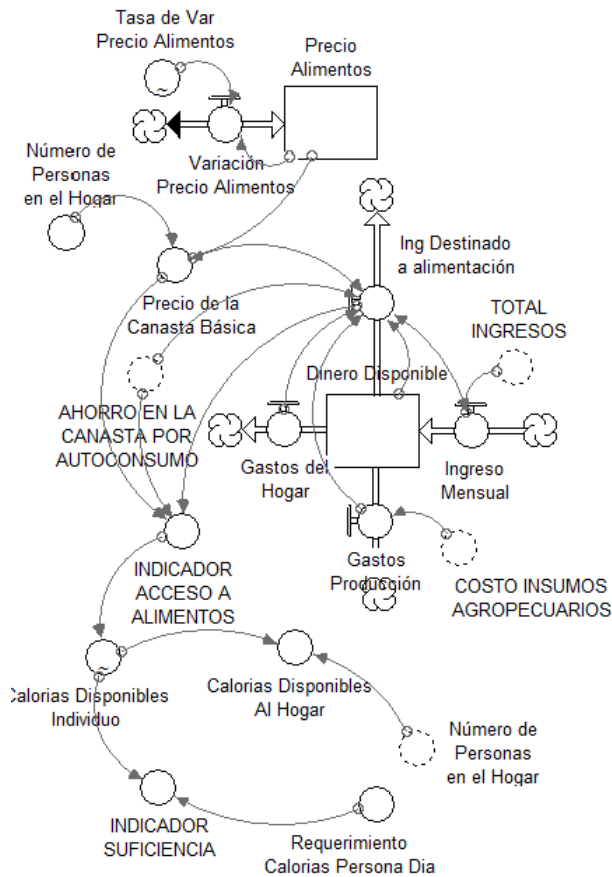 Tasa de Var
Precio Alimentos
Precio
Alimentos
~
Número de
Personas
en el Hogar
Variación
Precio Alimentos
Ing Destinado
a alimentación
Precio de la
Canasta Básica
TOTAL
INGRESOS
Dinero Disponible
AHORRO EN LA
CANASTA POR
AUTOCONSUMO
Gastos del
Hogar
Ingreso
Mensual
Gastos
Producción
INDICADOR
ACCESO A
ALIMENTOS
COSTO INSUMOS
AGROPECUARIOS
~
Calorias Disponibles
Individuo
Calorias Disponibles
Al Hogar
Número de
Personas
en el Hogar
INDICADOR
SUFICIENCIA
Requerimiento
Calorias Persona Dia